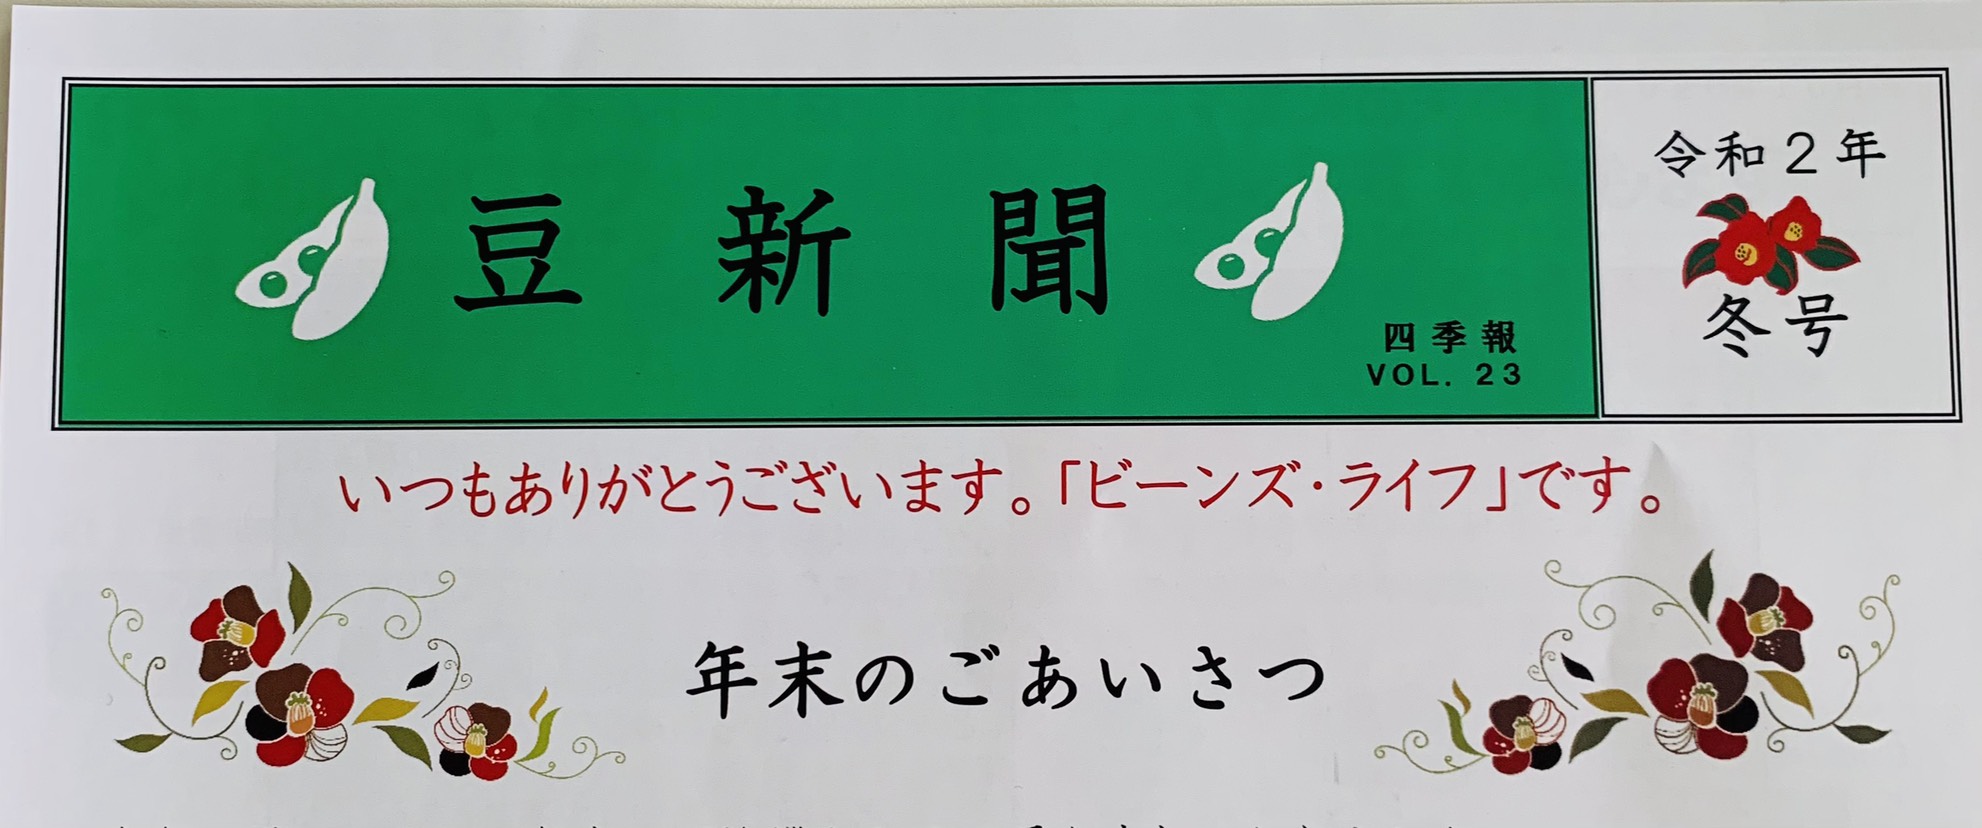 豆新聞
四季報
VOL. 23
令和2年
冬号
いつもありがとうございます。「ビーンズ・ライフ」です。
年末のごあいさつ